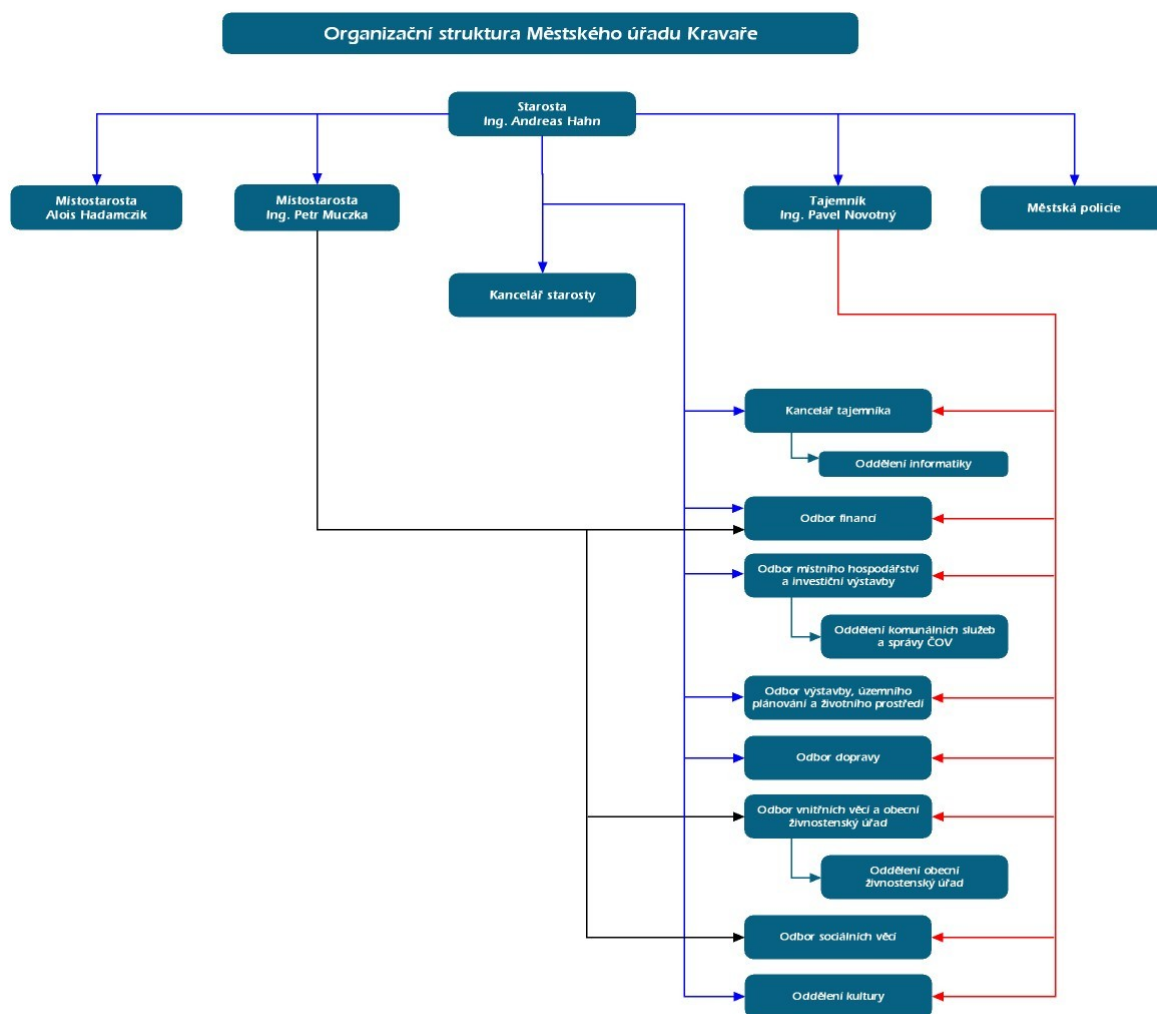 Organizační struktura Městského úřadu Kravaře
Starosta
Ing. Andreas Hahn
Místostarosta
Alois Hadamczik
Místostarosta
Ing. Petr Muczka
Tajemník
Ing. Pavel Novotný
Městská policie
Kancelář starosty
Kancelář tajemníka
Oddělení informatiky
Odbor financí
Odbor místního hospodářství
a investiční výstavby
Oddělení komunálních služeb
a správy ČOV
Odbor výstavby, územního
plánování a životního prostředí
Odbor dopravy
Odbor vnitřních věcí a obecní
živnostenský úřad
Oddělení obecní
živnostenský úřad
Odbor sociálních věcí
Oddělení kultury